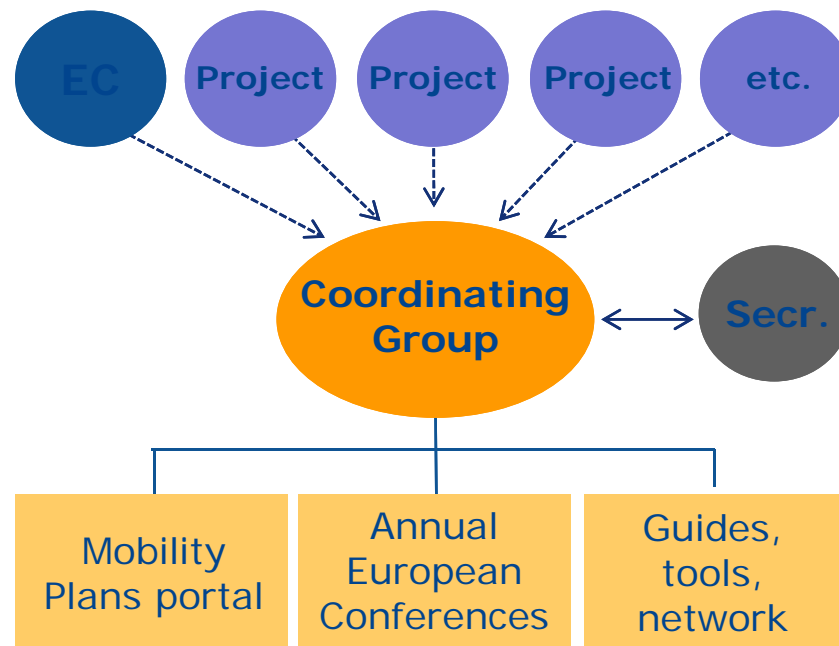 EC
Project
Project
Project
etc.
Coordinating
Group
Secr.
Mobility
Plans portal
Annual
European
Conferences
Guides,
tools,
network